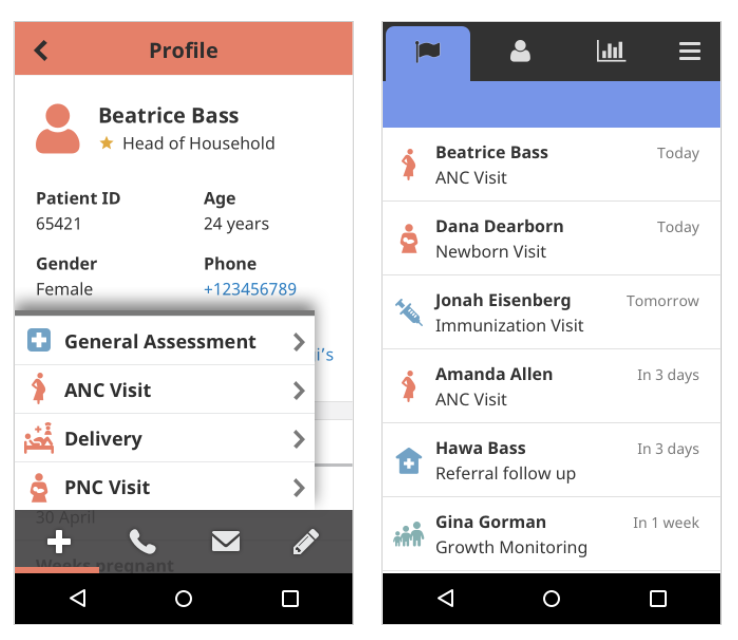 Profile
Beatrice Bass
Head of Household
Patient ID
Age
65421
24 years
Gender
Phone
Female
+123456789
General Assessment
i's
ANC Visit
Delivery
PNC Visit
30 April
Weeks pregnant
Beatrice Bass
Today
ANC Visit
Dana Dearborn
Today
Newborn Visit
Jonah Eisenberg
Tomorrow
Immunization Visit
Amanda Allen
In 3 days
ANC Visit
Hawa Bass
In 3 days
Referral follow up
Gina Gorman
In 1 week
Growth Monitoring